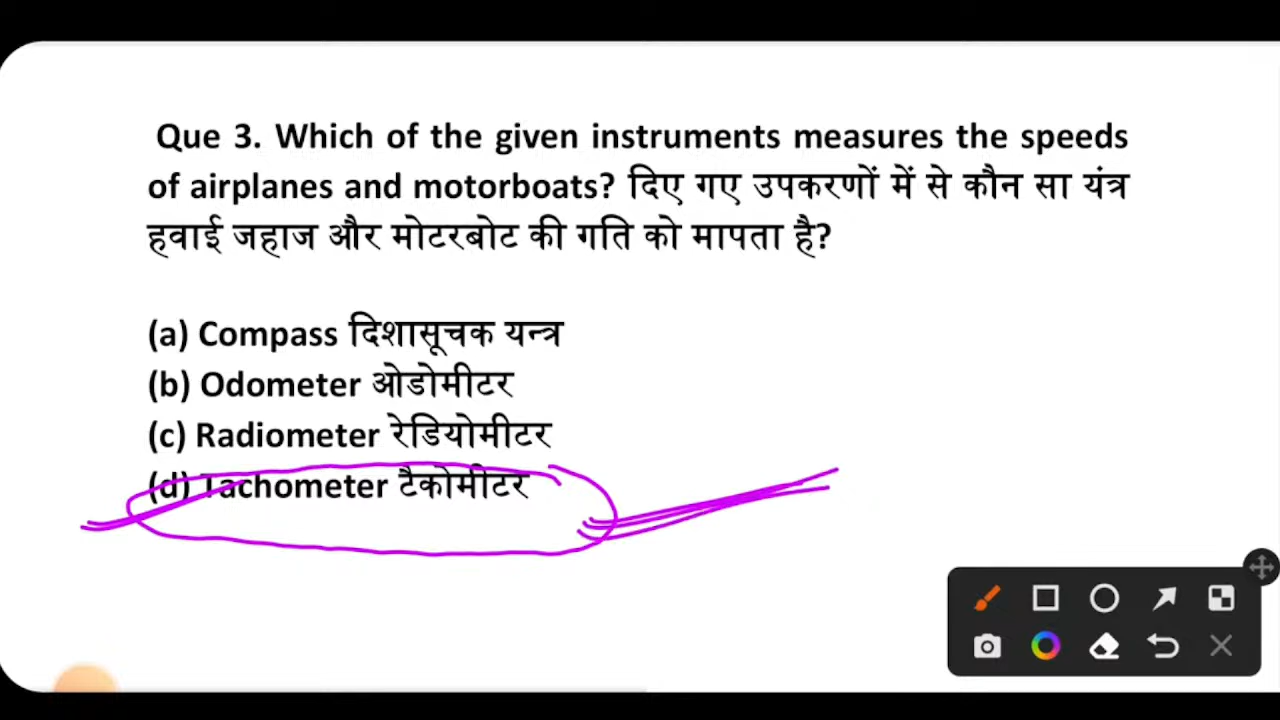 Que 3. Which of the given instruments measures the speeds
of airplanes and motorboats? दिए गए उपकरणों में से कौन सा यंत्र
हवाई जहाज और मोटरबोट की गति को मापता है?
(a) Compass दिशासूचक यन्त्र
(b) Odometer ओडोमीटर
(c) Radiometer रेडियोमीटर
(d) Tachometer टैकोमीटर